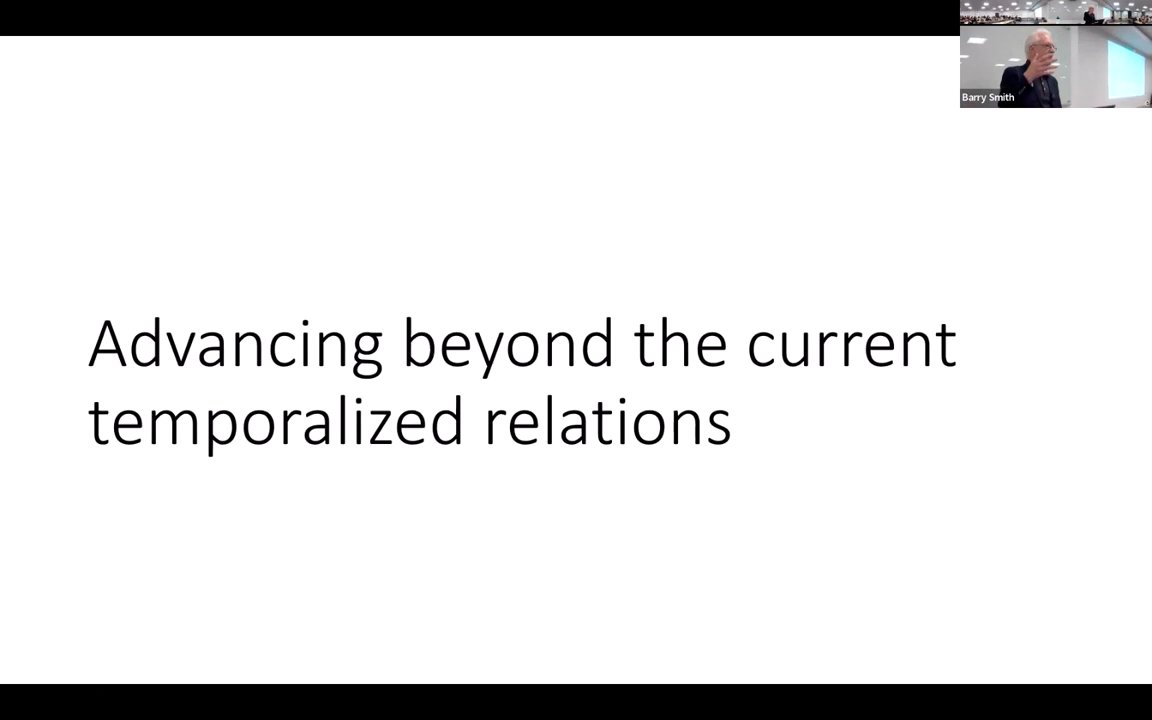 Barry Smith
Advancing beyond the current
temporalized relations